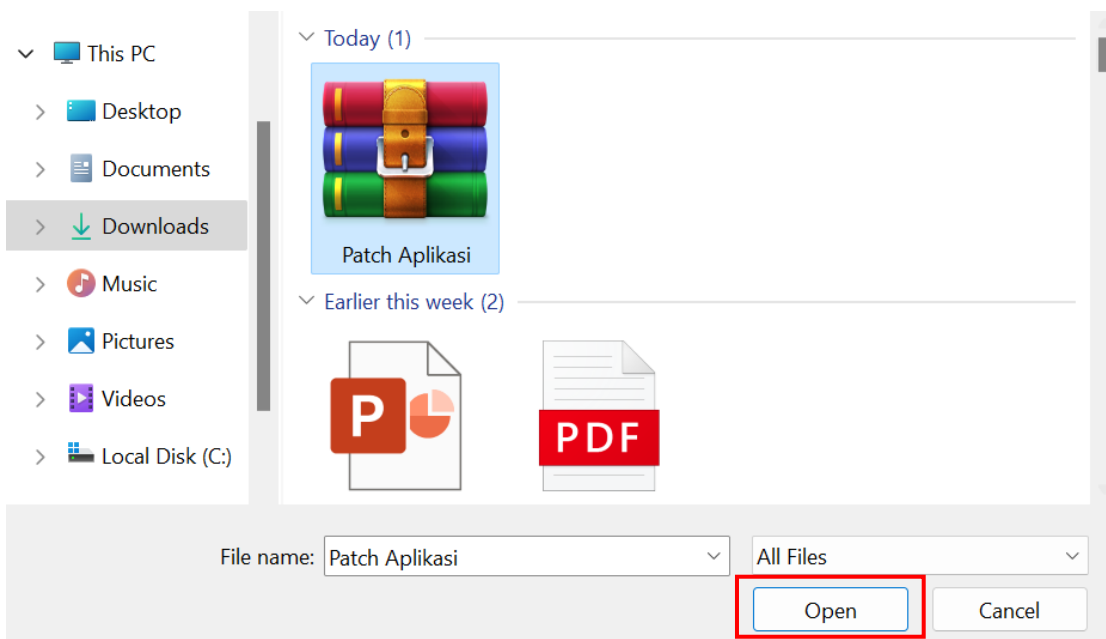 This PC
Desktop
Documents
Downloads
Music
Pictures
Videos
Local Disk (C:)
Today (1)
Patch Aplikasi
Earlier this week (2)
P
PDF
File name: Patch Aplikasi
All Files
Open
Cancel